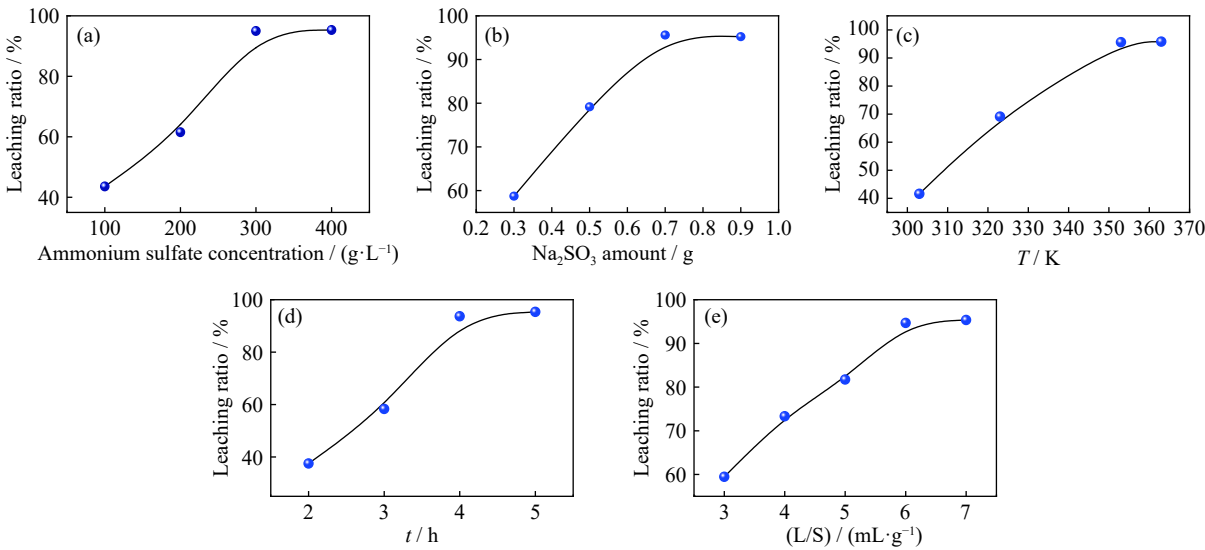 (a)
100
80
60
40
Leaching ratio / %
100 200 300 400
Ammonium sulfate concentration / (g·L⁻¹)
(b)
100
90
80
70
60
Leaching ratio / %
0.2 0.3 0.4 0.5 0.6 0.7 0.8 0.9 1.0
Na₂SO₃ amount / g
(c)
100
90
80
70
60
50
40
Leaching ratio / %
300 310 320 330 340 350 360 370
T / K
(d)
100
80
60
40
Leaching ratio / %
2 3 4 5
t / h
(e)
100
90
80
70
60
Leaching ratio / %
3 4 5 6 7
(L/S) / (mL·g⁻¹)